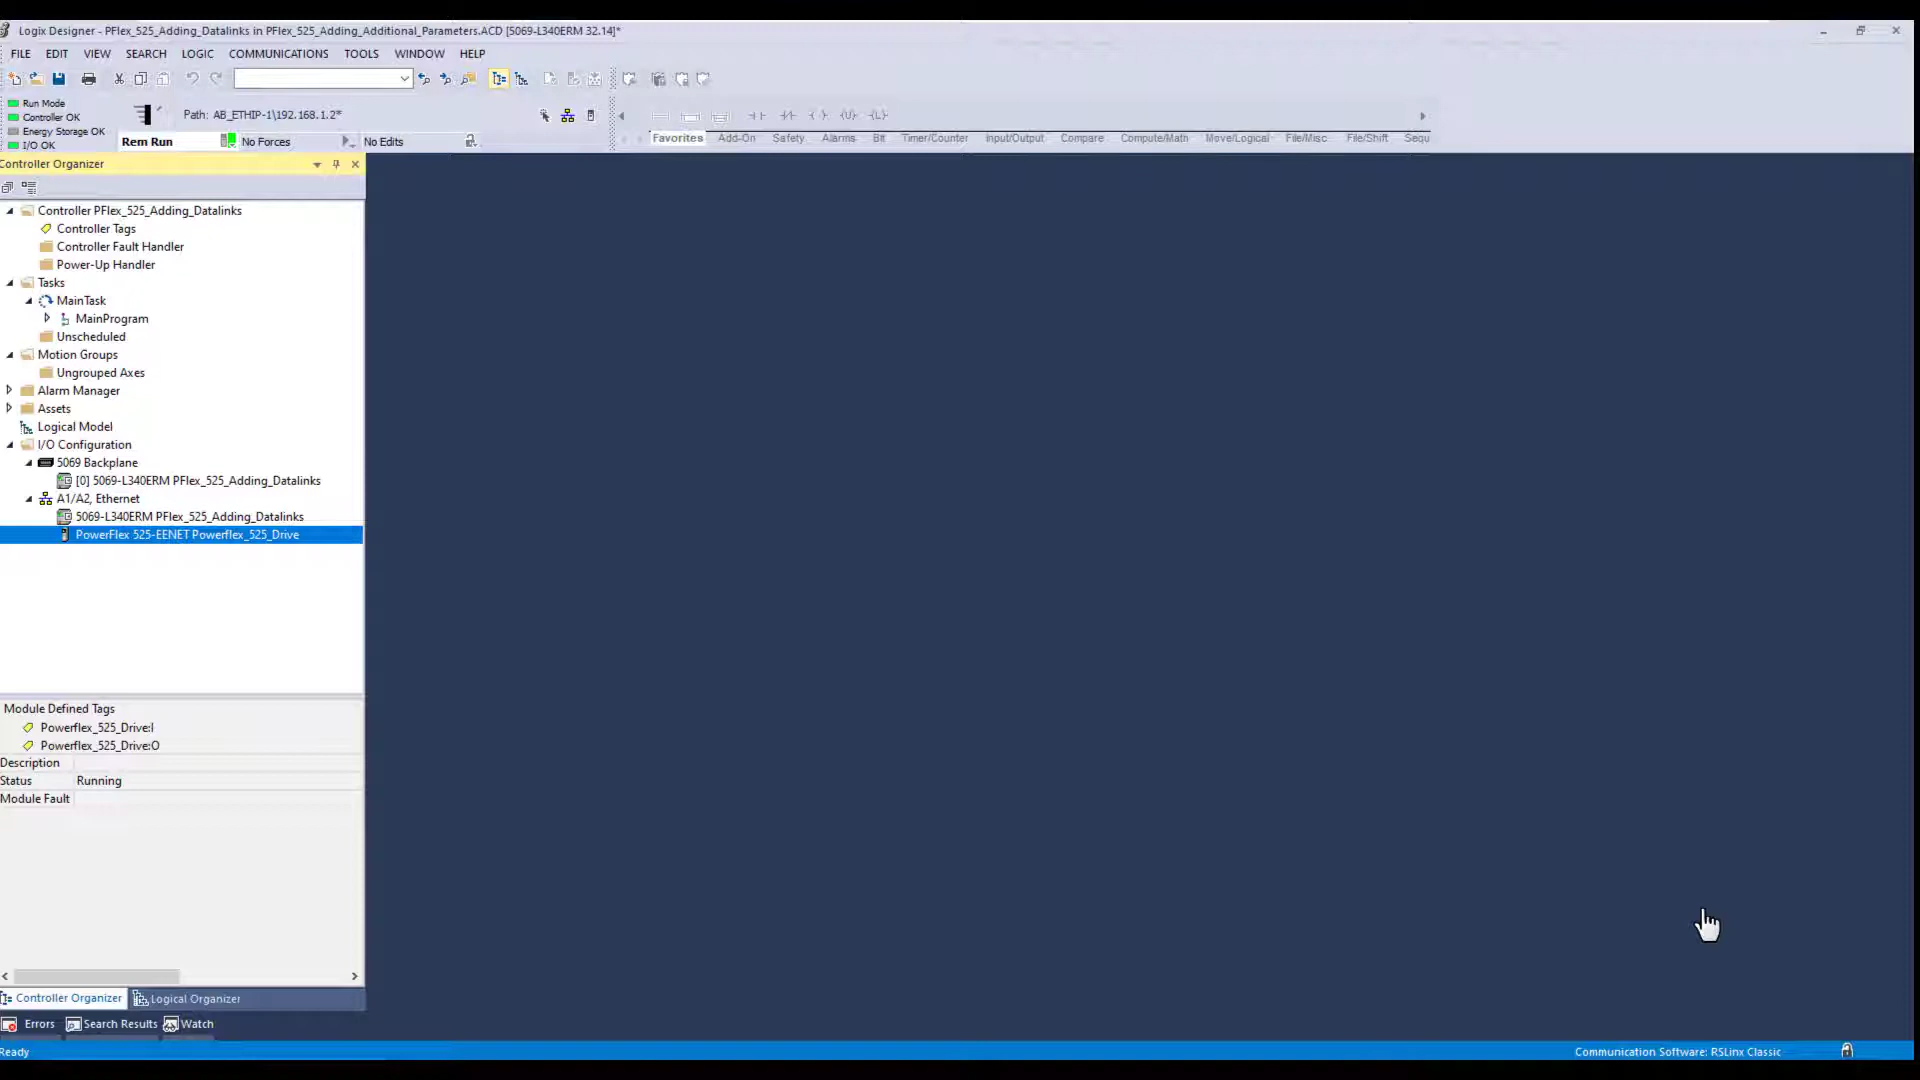 Logix Designer - PFlex_525_Adding_Datalinks in PFlex_525_Adding_Additional_Parameters.ACD [5069-L340ERM 32.14]*
FILE EDIT VIEW SEARCH LOGIC COMMUNICATIONS TOOLS WINDOW HELP
Run Mode
Controller OK
Energy Storage OK
I/O OK
Path: AB_ETHIP-1\192.168.1.2*
Rem Run No Forces No Edits
Favorites Add-On Safety Alarms Bit Timer/Counter Input/Output Compare Compute/Math Move/Logical File/Misc File/Shift Sequ
Controller Organizer
Controller PFlex_525_Adding_Datalinks
Controller Tags
Controller Fault Handler
Power-Up Handler
Tasks
MainTask
MainProgram
Unscheduled
Motion Groups
Ungrouped Axes
Alarm Manager
Assets
Logical Model
I/O Configuration
5069 Backplane
[0] 5069-L340ERM PFlex_525_Adding_Datalinks
A1/A2, Ethernet
5069-L340ERM PFlex_525_Adding_Datalinks
PowerFlex 525-EENET Powerflex_525_Drive
Module Defined Tags
Powerflex_525_Drive:I
Powerflex_525_Drive:O
Description
Status Running
Module Fault
Controller Organizer Logical Organizer
Errors Search Results Watch
Ready Communication Software: RSLinx Classic